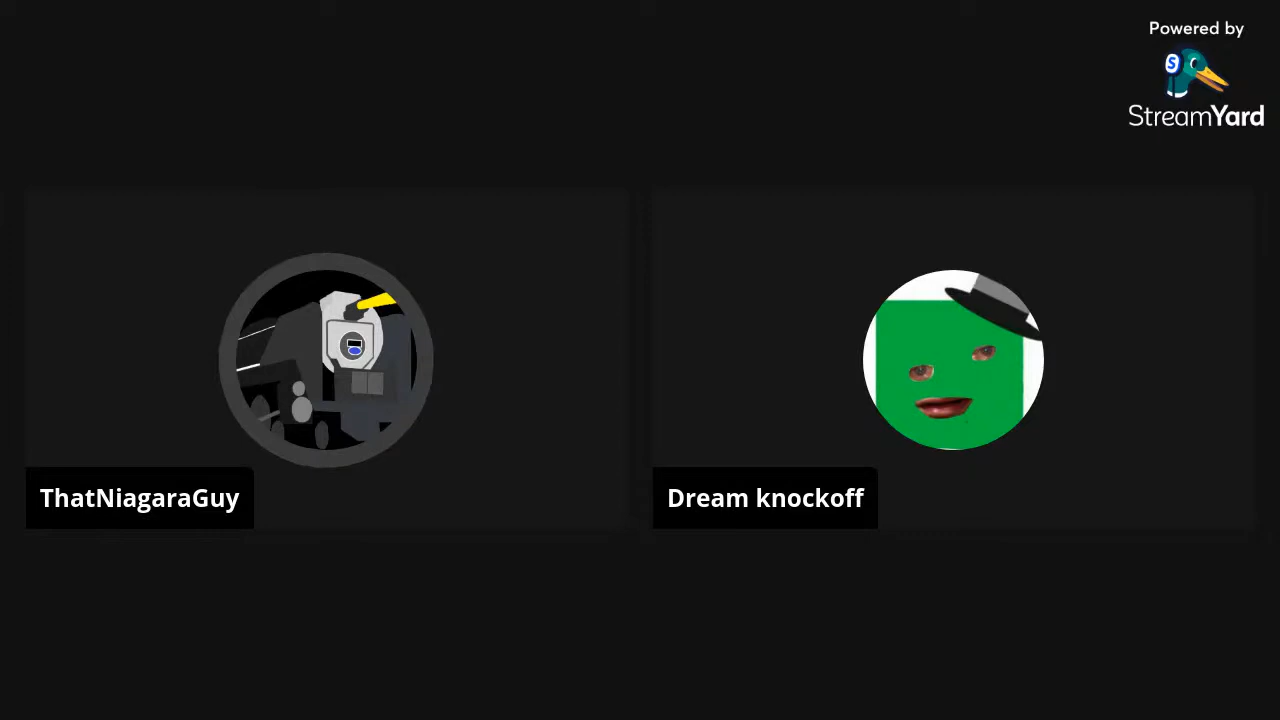 Powered by
S
StreamYard
ThatNiagaraGuy
Dream knockoff